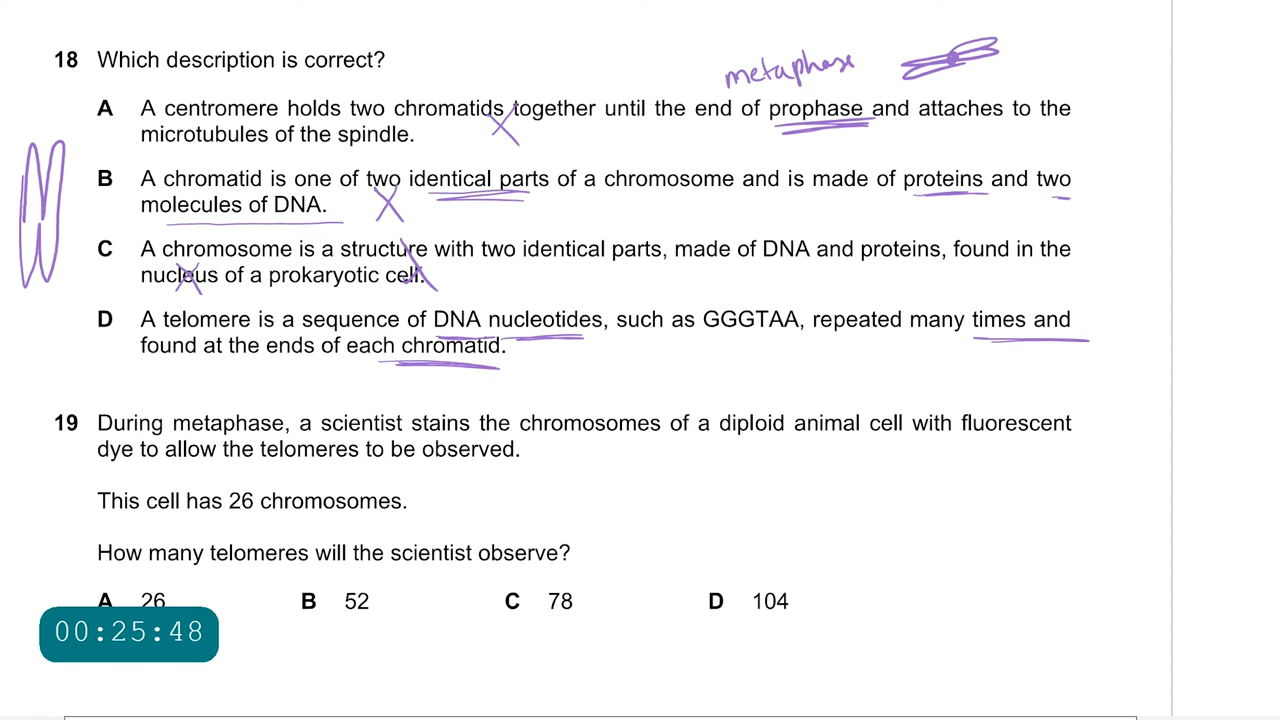 18 Which description is correct?
metaphase
A A centromere holds two chromatids together until the end of prophase and attaches to the
microtubules of the spindle.
B A chromatid is one of two identical parts of a chromosome and is made of proteins and two
molecules of DNA.
C A chromosome is a structure with two identical parts, made of DNA and proteins, found in the
nucleus of a prokaryotic cell.
D A telomere is a sequence of DNA nucleotides, such as GGGTAA, repeated many times and
found at the ends of each chromatid.
19 During metaphase, a scientist stains the chromosomes of a diploid animal cell with fluorescent
dye to allow the telomeres to be observed.
This cell has 26 chromosomes.
How many telomeres will the scientist observe?
A 26 B 52 C 78 D 104
00:25:48